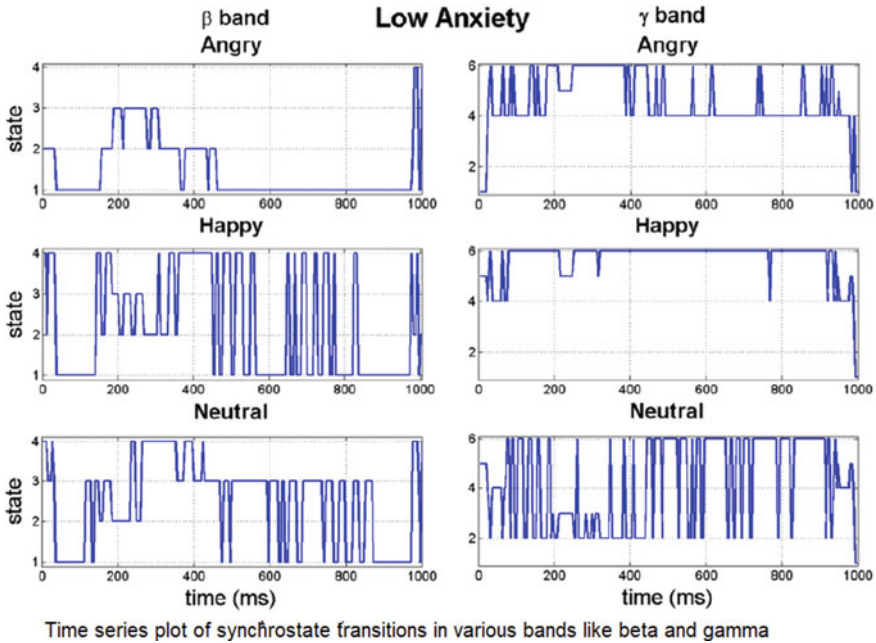 Low Anxiety
β band
γ band
Angry
Angry
state
4
3
2
1
0 200 400 600 800 1000
6
4
2
0 200 400 600 800 1000
Happy
Happy
state
4
3
2
1
0 200 400 600 800 1000
6
4
2
0 200 400 600 800 1000
Neutral
Neutral
state
4
3
2
1
0 200 400 600 800 1000
time (ms)
6
4
2
0 200 400 600 800 1000
time (ms)
Time series plot of synchrostate transitions in various bands like beta and gamma